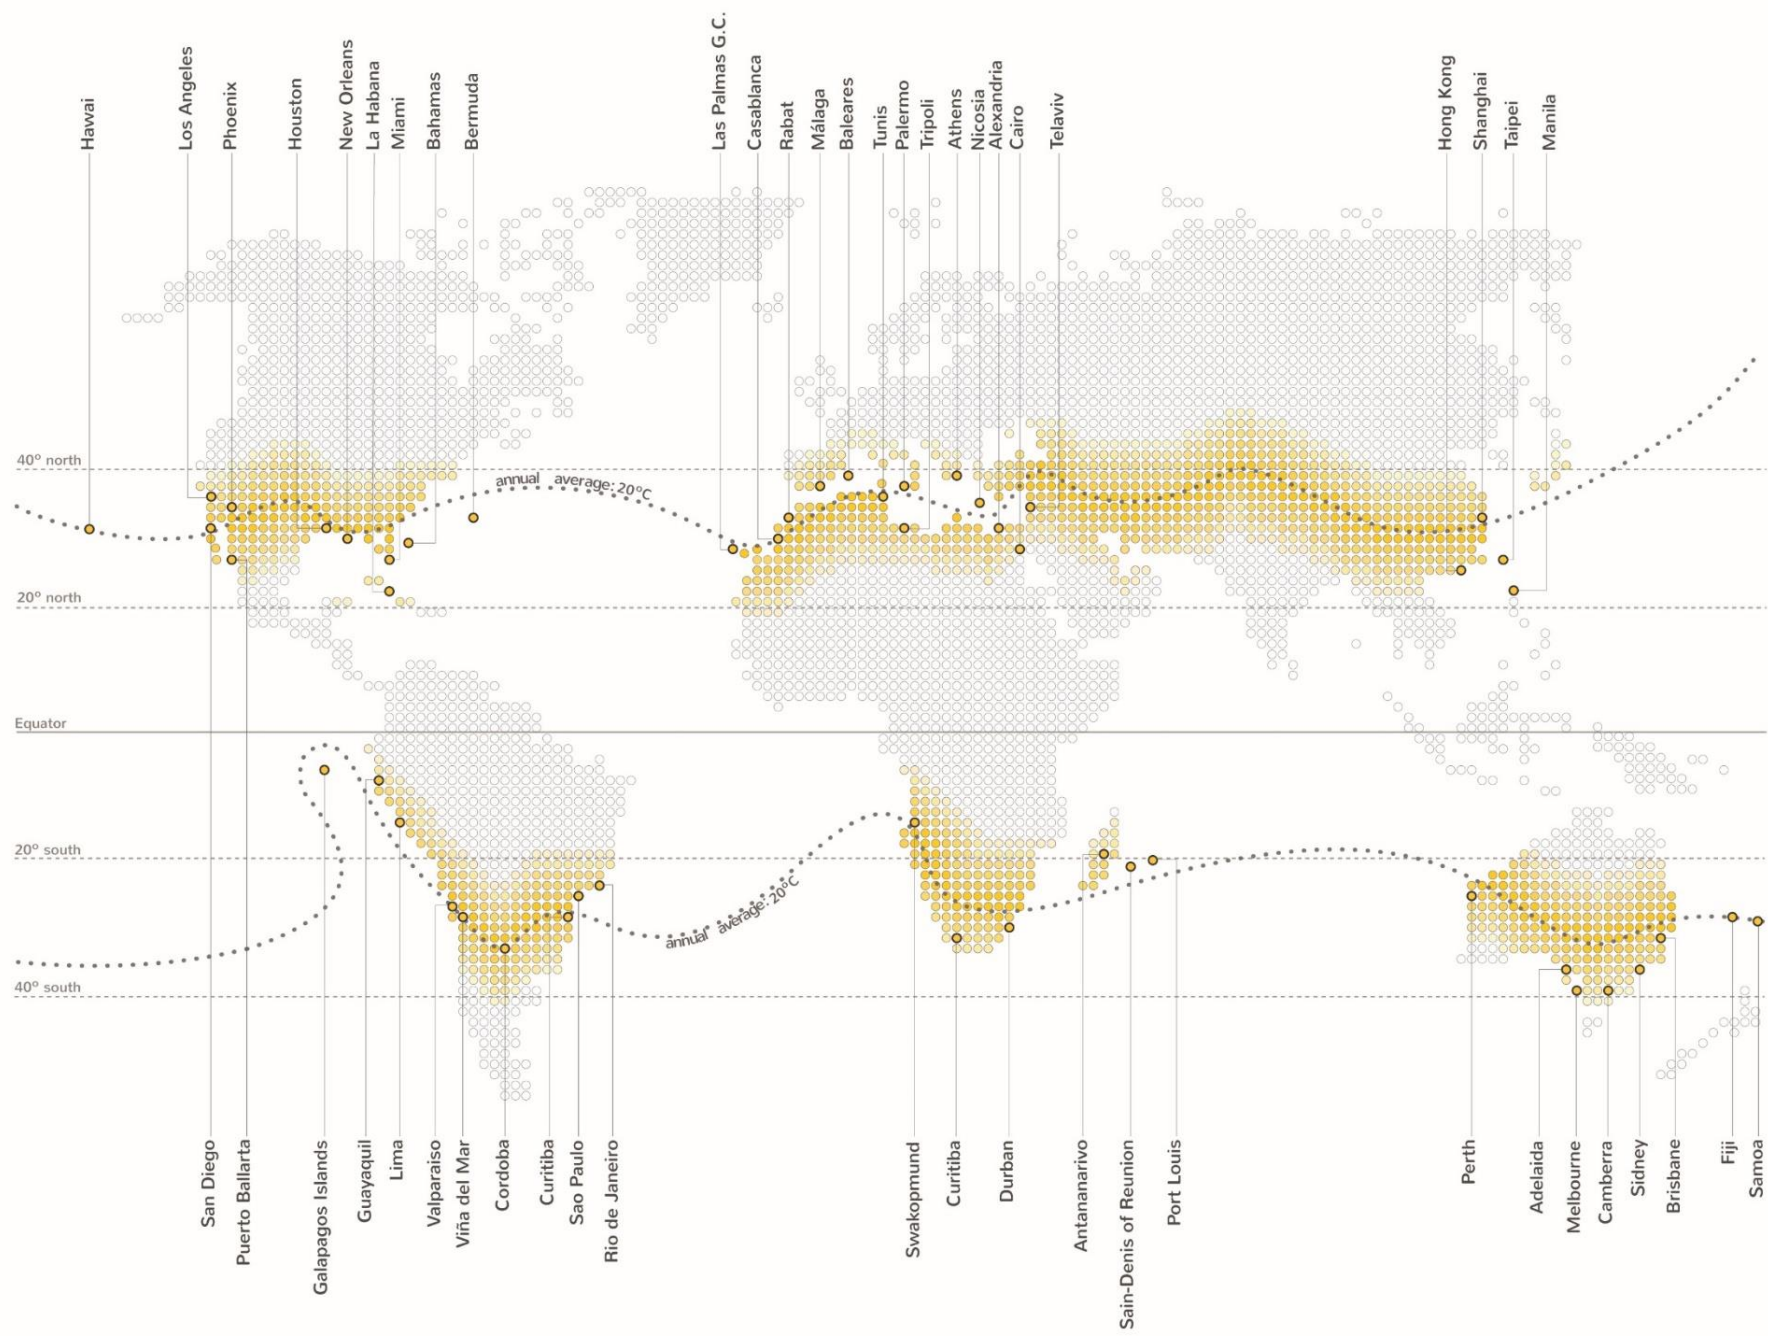 Hawai
Los Angeles
Phoenix
Houston
New Orleans
La Habana
Miami
Bahamas
Bermuda
Las Palmas G.C.
Casablanca
Rabat
Málaga
Baleares
Tunis
Palermo
Tripoli
Athens
Nicosia
Alexandria
Cairo
Telaviv
Hong Kong
Shanghai
Taipei
Manila
40º north
annual average: 20ºC
20º north
Equator
20º south
annual average: 20ºC
40º south
San Diego
Puerto Ballarta
Galapagos Islands
Guayaquil
Lima
Valparaiso
Viña del Mar
Cordoba
Curitiba
Sao Paulo
Rio de Janeiro
Swakopmund
Curitiba
Durban
Antananarivo
Sain-Denis of Reunion
Port Louis
Perth
Adelaida
Melbourne
Camberra
Sidney
Brisbane
Fiji
Samoa